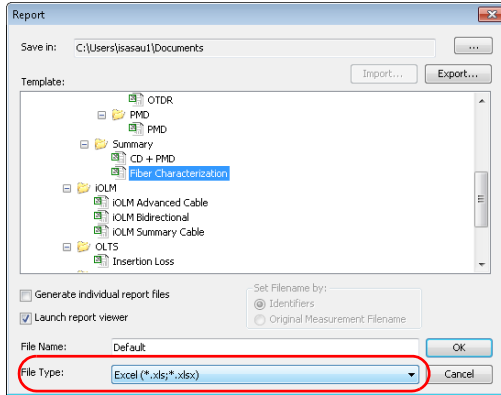 Report
Save in: C:\Users\isasau1\Documents ...
Template: Import... Export...
OTDR
PMD
PMD
Summary
CD + PMD
Fiber Characterization
iOLM
iOLM Advanced Cable
iOLM Bidirectional
iOLM Summary Cable
OLTS
Insertion Loss
Generate individual report files
Launch report viewer
Set Filename by:
Identifiers
Original Measurement Filename
File Name: Default OK
File Type: Excel (*.xls;*.xlsx) Cancel